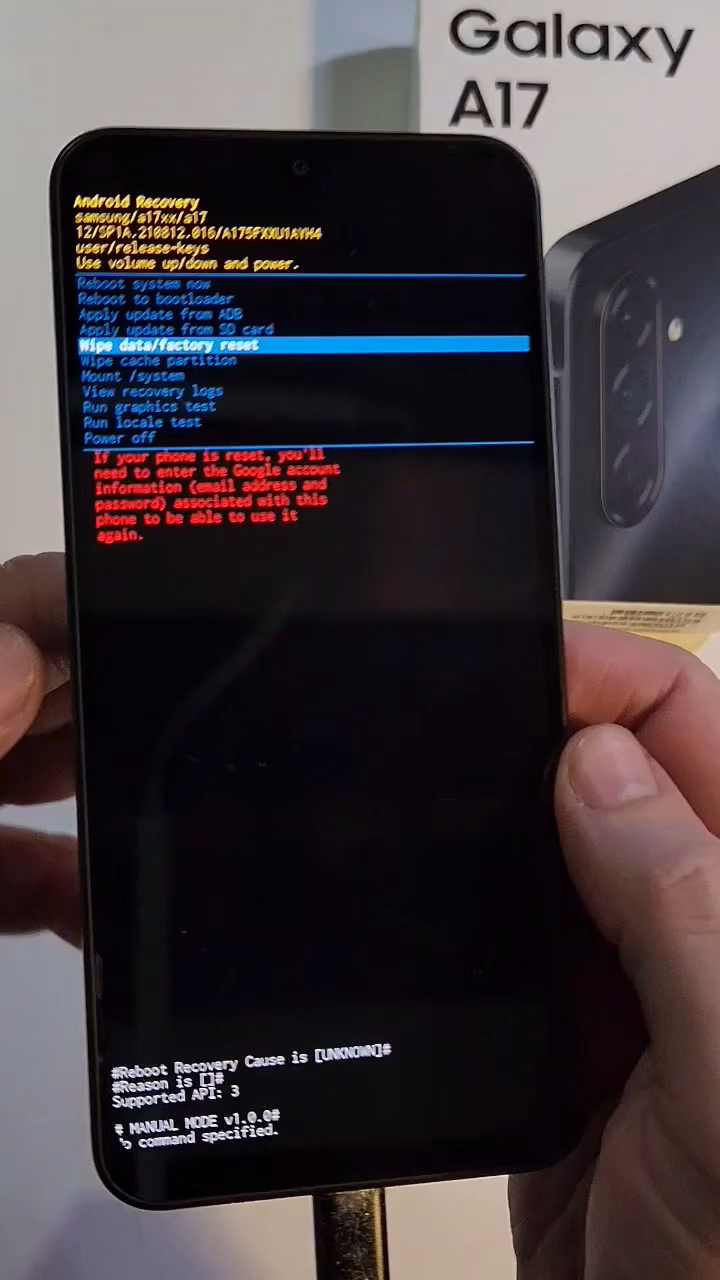 Galaxy
A17
Android Recovery
samsung/a17xx/a17
12/SP1A.210812.016/A175FXXU1AYH4
user/release-keys
Use volume up/down and power.
Reboot system now
Reboot to bootloader
Apply update from ADB
Apply update from SD card
Wipe data/factory reset
Wipe cache partition
Mount /system
View recovery logs
Run graphics test
Run locale test
Power off
If your phone is reset, you'll
need to enter the Google account
information (email address and
password) associated with this
phone to be able to use it
again.
#Reboot Recovery Cause is [UNKNOWN]#
#Reason is []#
Supported API: 3
# MANUAL MODE v1.0.0#
command specified.